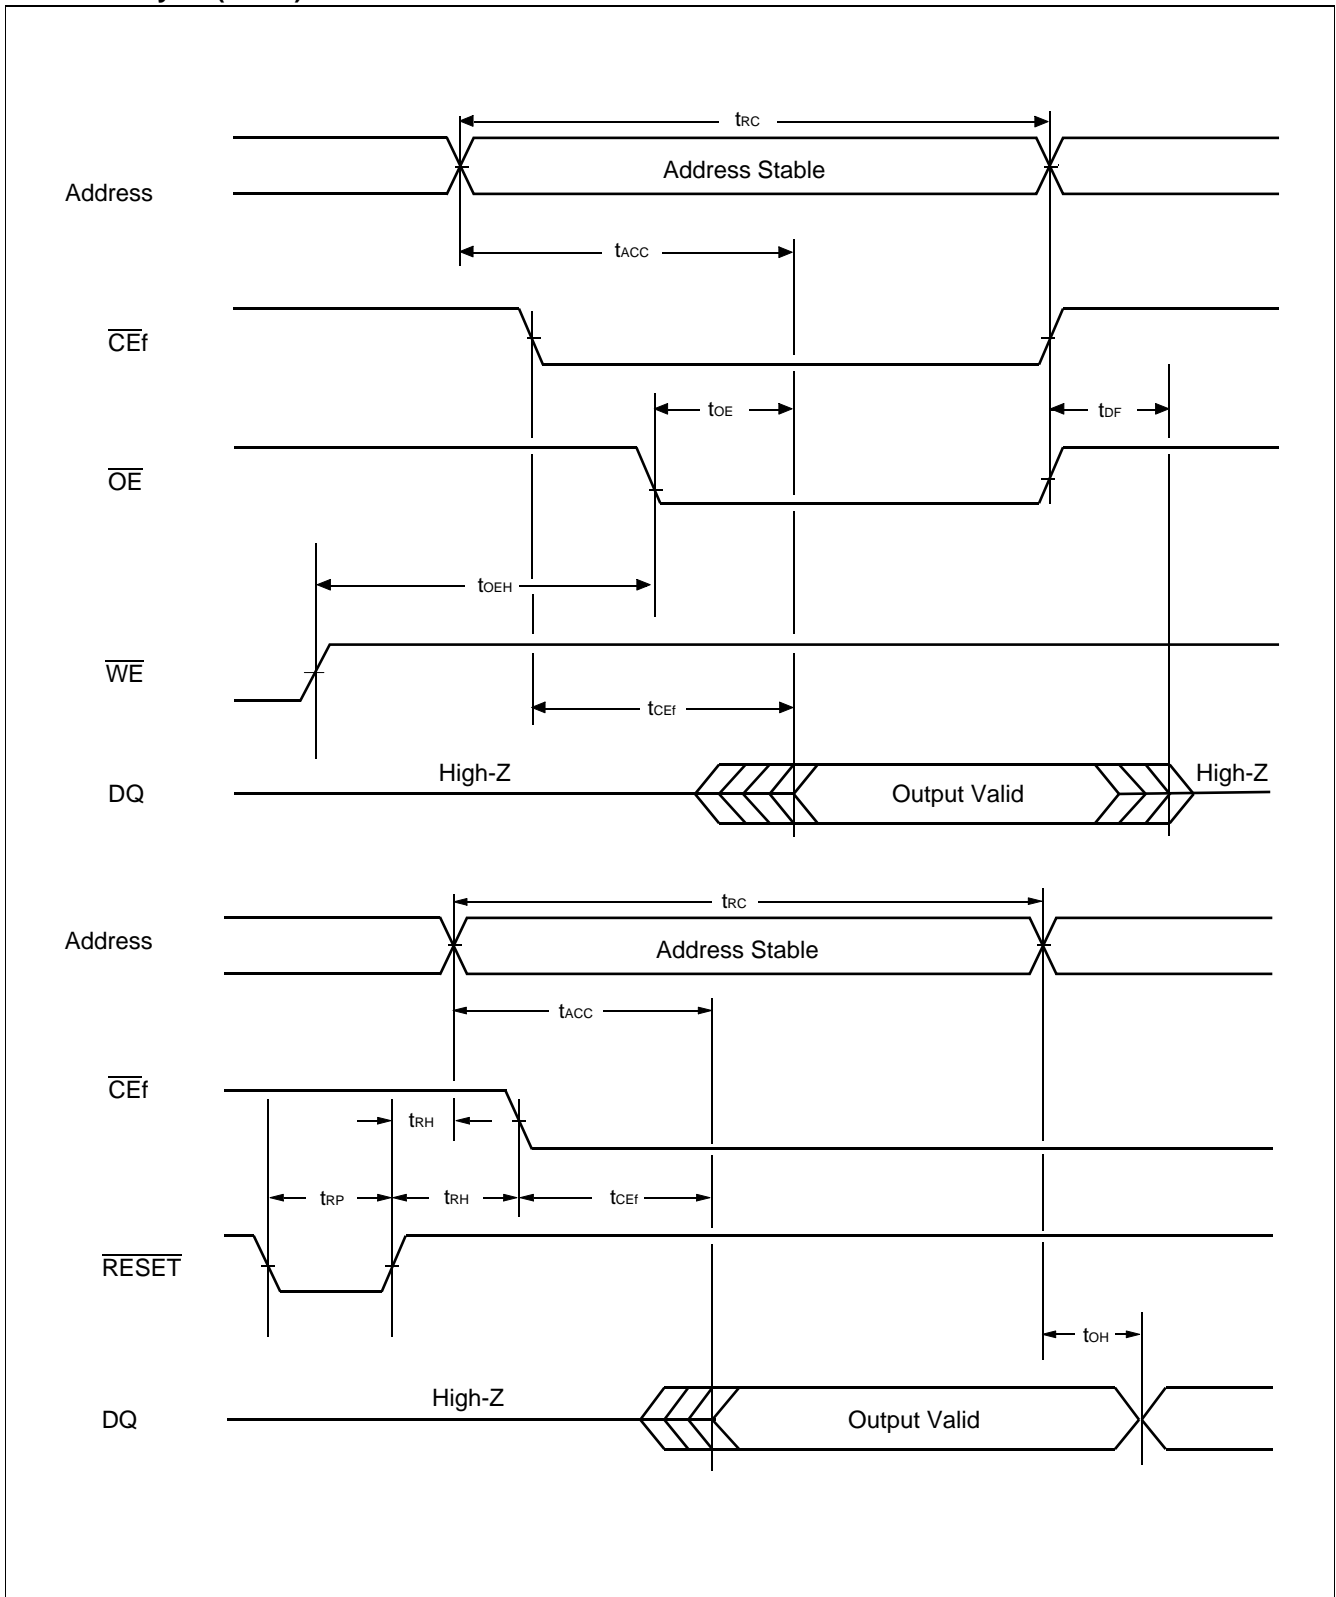 tRC
Address Stable
Address
tACC
CEf
tOE
tDF
OE
tOEH
WE
tCEf
High-Z
High-Z
DQ
Output Valid
tRC
Address
Address Stable
tACC
CEf
tRH
tRP
tRH
tCEf
RESET
tOH
High-Z
DQ
Output Valid